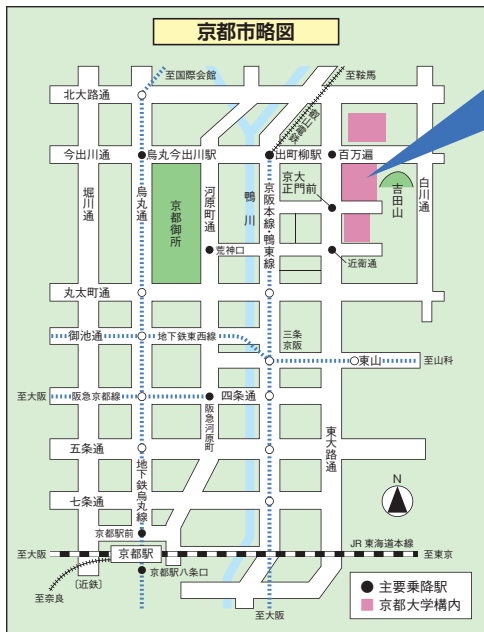 京都市略図
至国際会館
至鞍馬
北大路通
叡山電鉄
今出川通
烏丸今出川駅
出町柳駅
百万遍
堀川通
烏丸通
京都御所
河原町通
鴨川
京阪本線・鴨東線
京大
正門前
吉田山
白川通
荒神口
近衛通
丸太町通
御池通
地下鉄東西線
三条
京阪
東山
至山科
至大阪
阪急京都線
四条通
阪急河原町
東大路通
五条通
地下鉄烏丸線
七条通
N
京都駅前
JR 東海道本線
至大阪
京都駅
至東京
〔近鉄〕
京都駅八条口
至奈良
至大阪
主要乗降駅
京都大学構内